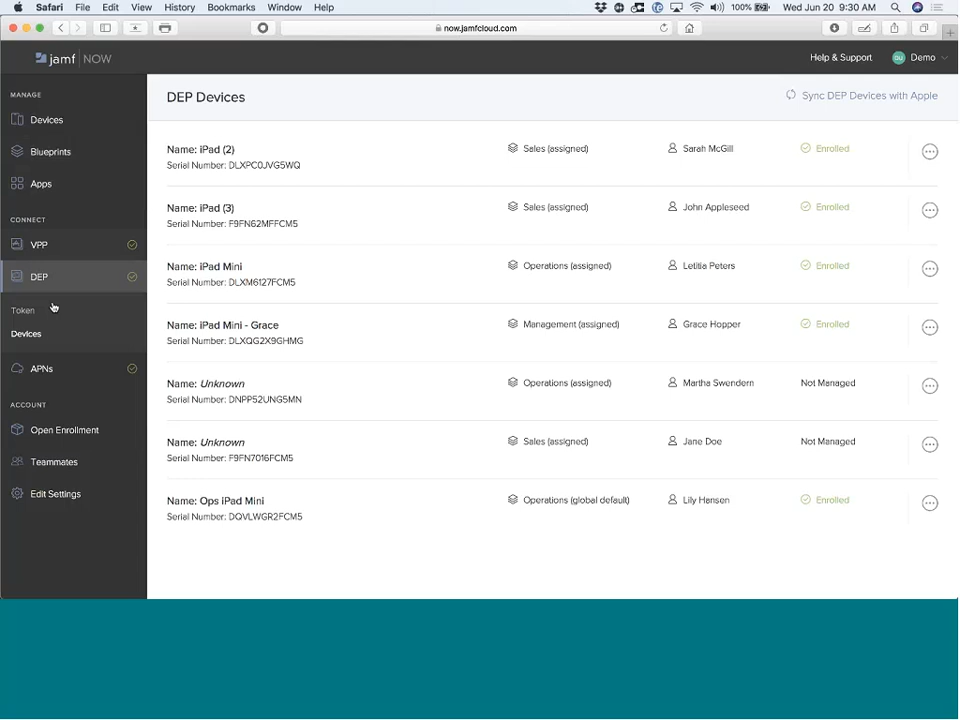 Safari File Edit View History Bookmarks Window Help 100% Wed Jun 20 9:30 AM
now.jamfcloud.com
jamf NOW Help & Support Demo
MANAGE
Devices
Blueprints
Apps
CONNECT
VPP
DEP
Token
Devices
APNs
ACCOUNT
Open Enrollment
Teammates
Edit Settings
DEP Devices Sync DEP Devices with Apple
Name: iPad (2) Sales (assigned) Sarah McGill Enrolled
Serial Number: DLXPC0JVG5WQ
Name: iPad (3) Sales (assigned) John Appleseed Enrolled
Serial Number: F9FN62MFFCM5
Name: iPad Mini Operations (assigned) Letitia Peters Enrolled
Serial Number: DLXM6127FCM5
Name: iPad Mini - Grace Management (assigned) Grace Hopper Enrolled
Serial Number: DLXQG2X9GHMG
Name: Unknown Operations (assigned) Martha Swendern Not Managed
Serial Number: DNPP52UNG5MN
Name: Unknown Sales (assigned) Jane Doe Not Managed
Serial Number: F9FN7016FCM5
Name: Ops iPad Mini Operations (global default) Lily Hansen Enrolled
Serial Number: DQVLWGR2FCM5